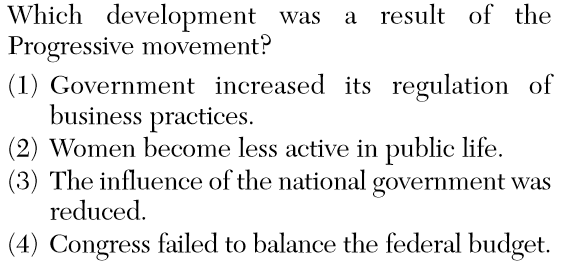 Which development was a result of the
Progressive movement?
(1) Government increased its regulation of
business practices.
(2) Women become less active in public life.
(3) The influence of the national government was
reduced.
(4) Congress failed to balance the federal budget.